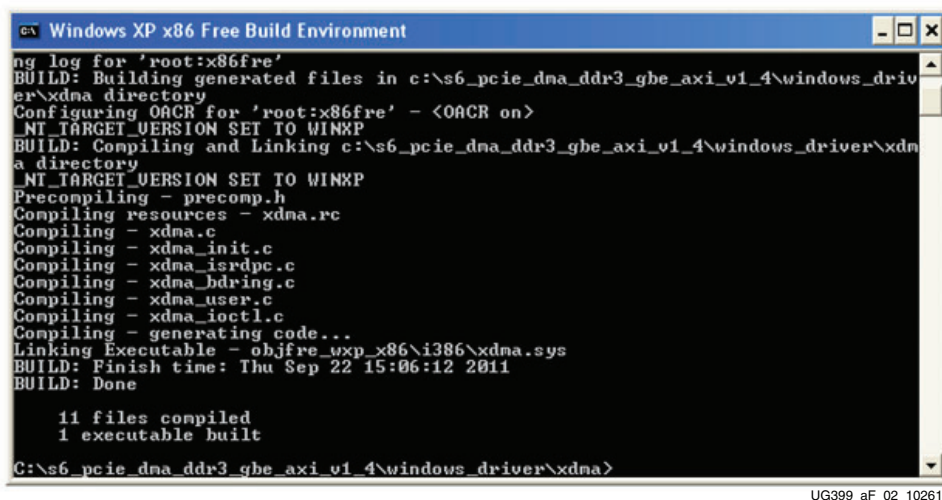 Windows XP x86 Free Build Environment
ng log for 'root:x86fre'
BUILD: Building generated files in c:\s6_pcie_dma_ddr3_gbe_axi_v1_4\windows_driv
er\xdma directory
Configuring OACR for 'root:x86fre' - <OACR on>
_NT_TARGET_VERSION SET TO WINXP
BUILD: Compiling and Linking c:\s6_pcie_dma_ddr3_gbe_axi_v1_4\windows_driver\xdm
a directory
_NT_TARGET_VERSION SET TO WINXP
Precompiling - precomp.h
Compiling resources - xdma.rc
Compiling - xdma.c
Compiling - xdma_init.c
Compiling - xdma_isrdpc.c
Compiling - xdma_bdring.c
Compiling - xdma_user.c
Compiling - xdma_ioctl.c
Compiling - generating code...
Linking Executable - objfre_wxp_x86\i386\xdma.sys
BUILD: Finish time: Thu Sep 22 15:06:12 2011
BUILD: Done
11 files compiled
1 executable built
C:\s6_pcie_dma_ddr3_gbe_axi_v1_4\windows_driver\xdma>
UG399_aF_02_10261